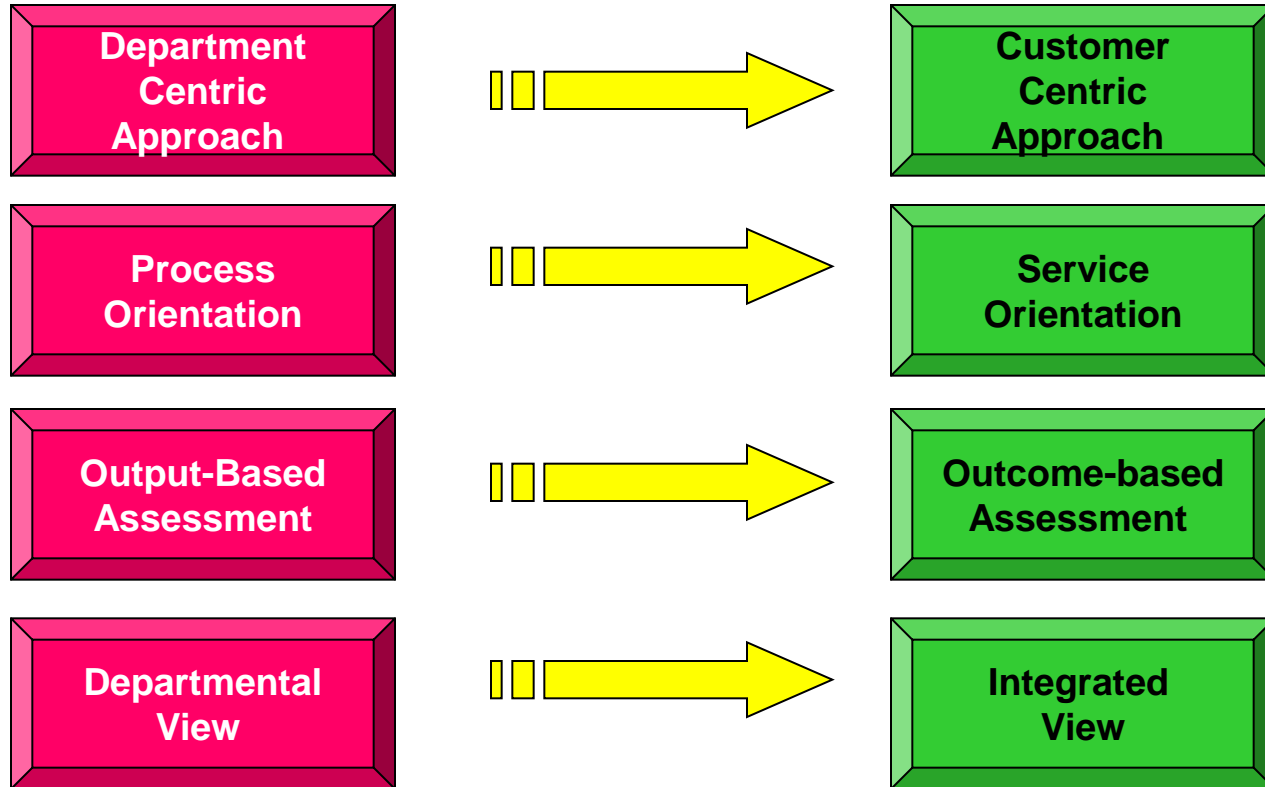 Department
Centric
Approach
Customer
Centric
Approach
Process
Orientation
Service
Orientation
Output-Based
Assessment
Outcome-based
Assessment
Departmental
View
Integrated
View